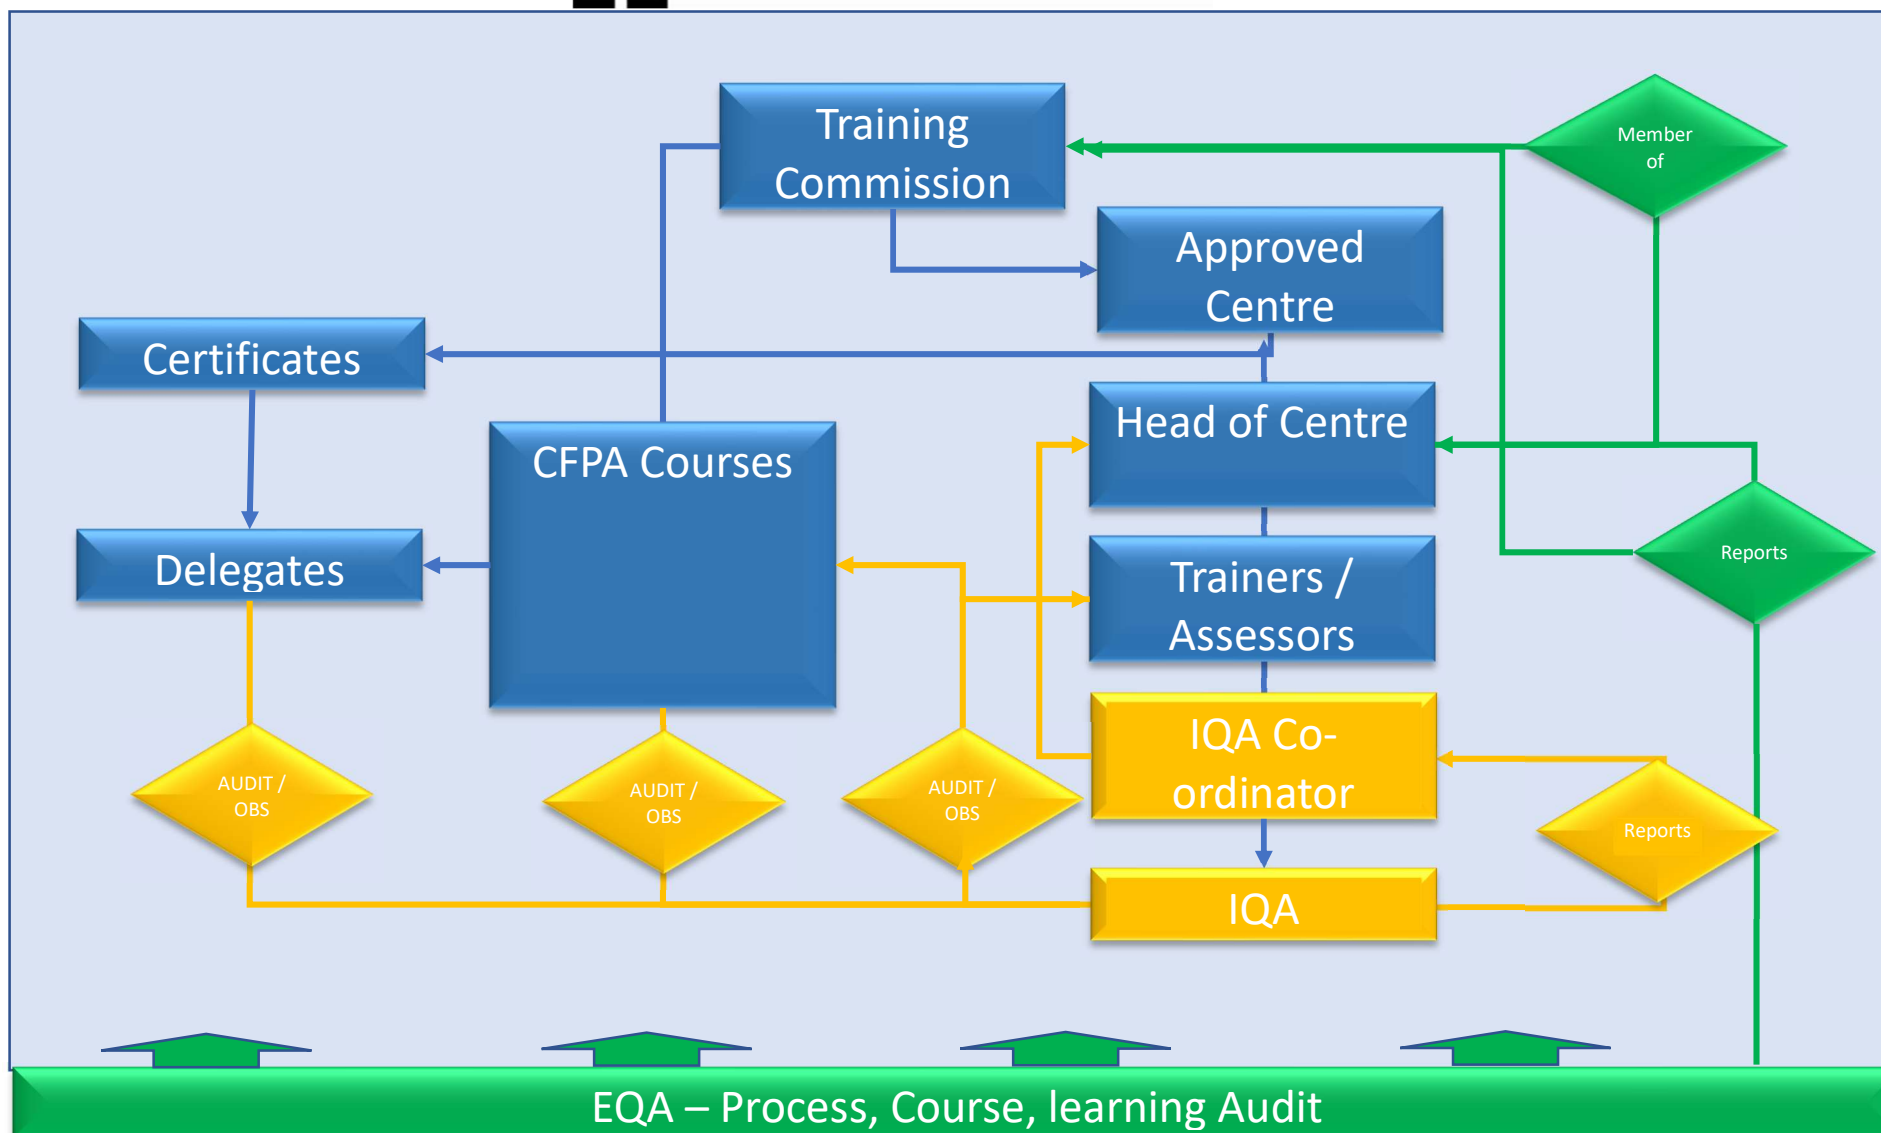 Training
Commission
Member
of
Approved
Centre
Certificates
Head of Centre
CFPA Courses
Delegates
Trainers /
Assessors
Reports
IQA Co-
ordinator
AUDIT /
OBS
AUDIT /
OBS
AUDIT /
OBS
Reports
IQA
EQA – Process, Course, learning Audit